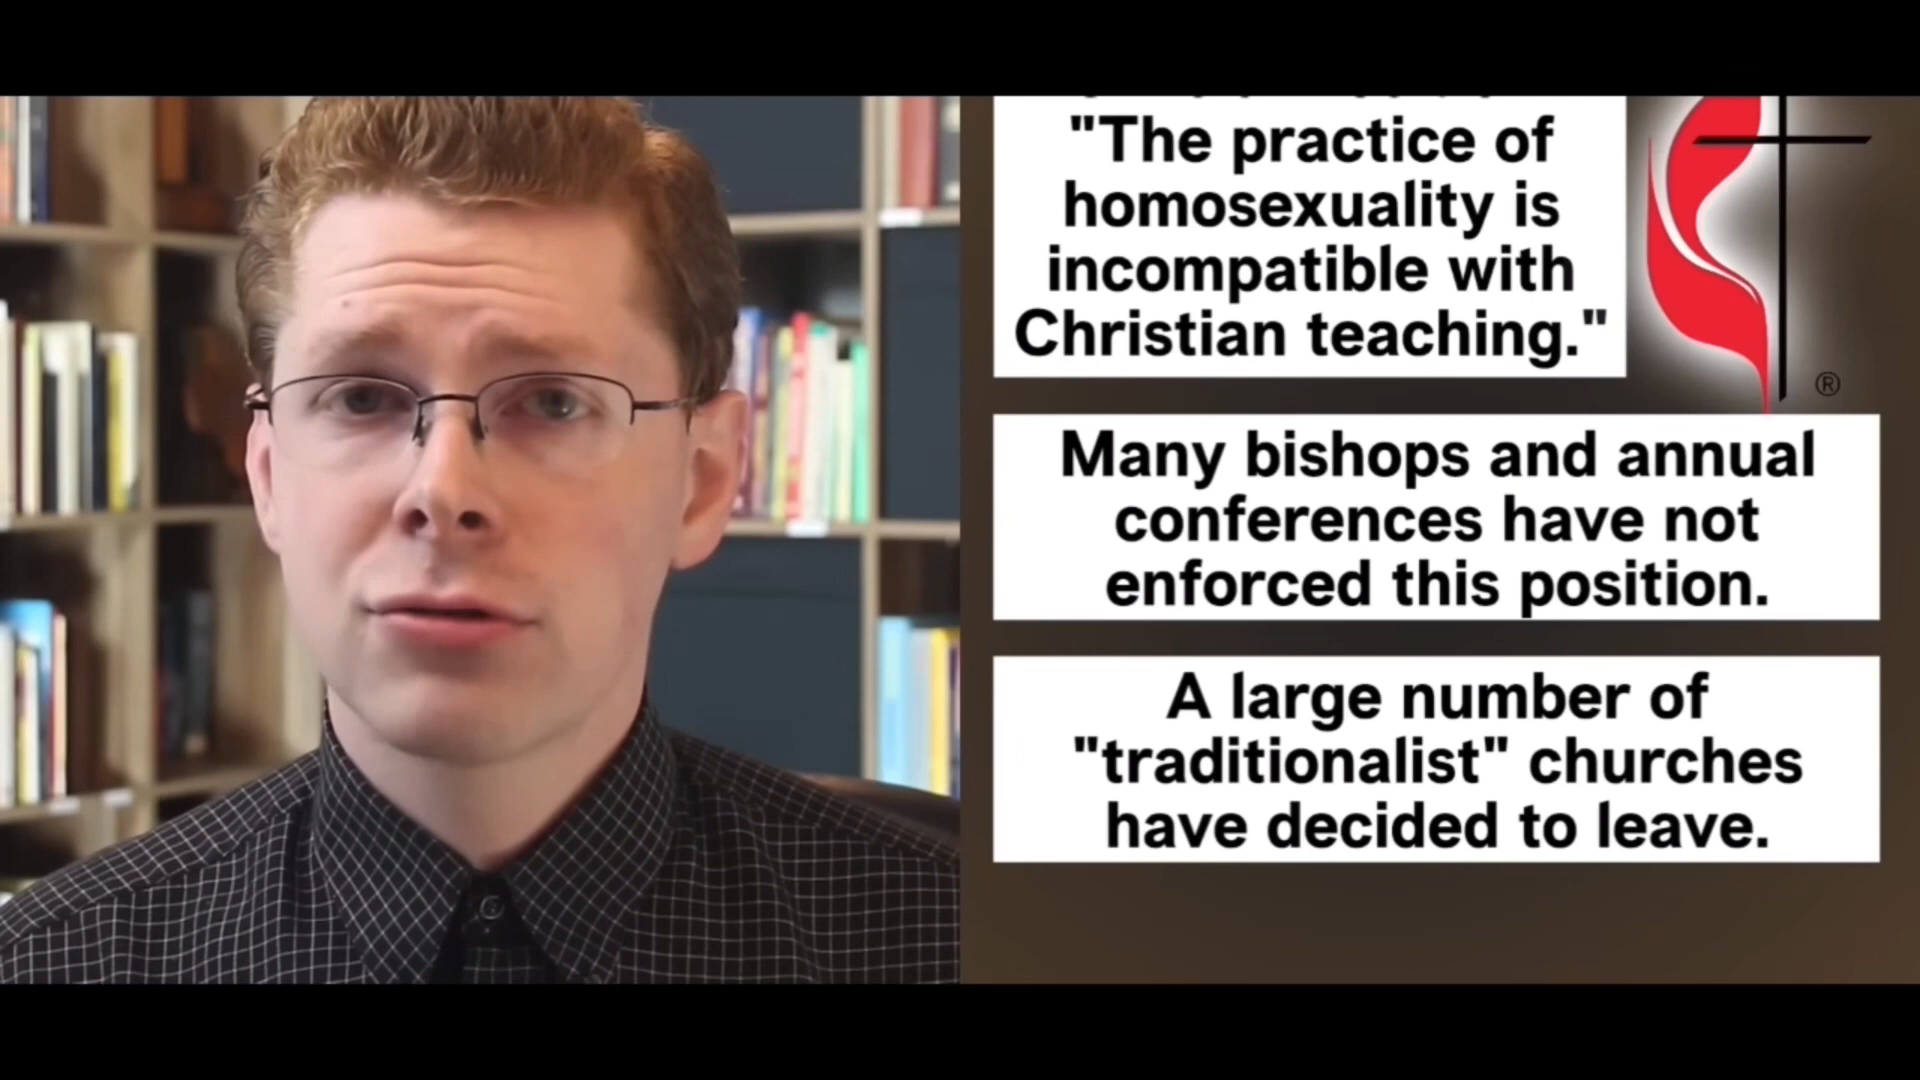 "The practice of
homosexuality is
incompatible with
Christian teaching."
®
Many bishops and annual
conferences have not
enforced this position.
A large number of
"traditionalist" churches
have decided to leave.